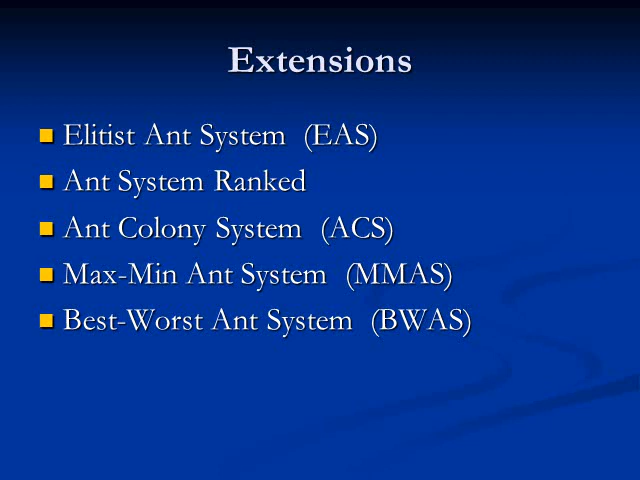 Extensions
Elitist Ant System (EAS)
Ant System Ranked
Ant Colony System (ACS)
Max-Min Ant System (MMAS)
Best-Worst Ant System (BWAS)